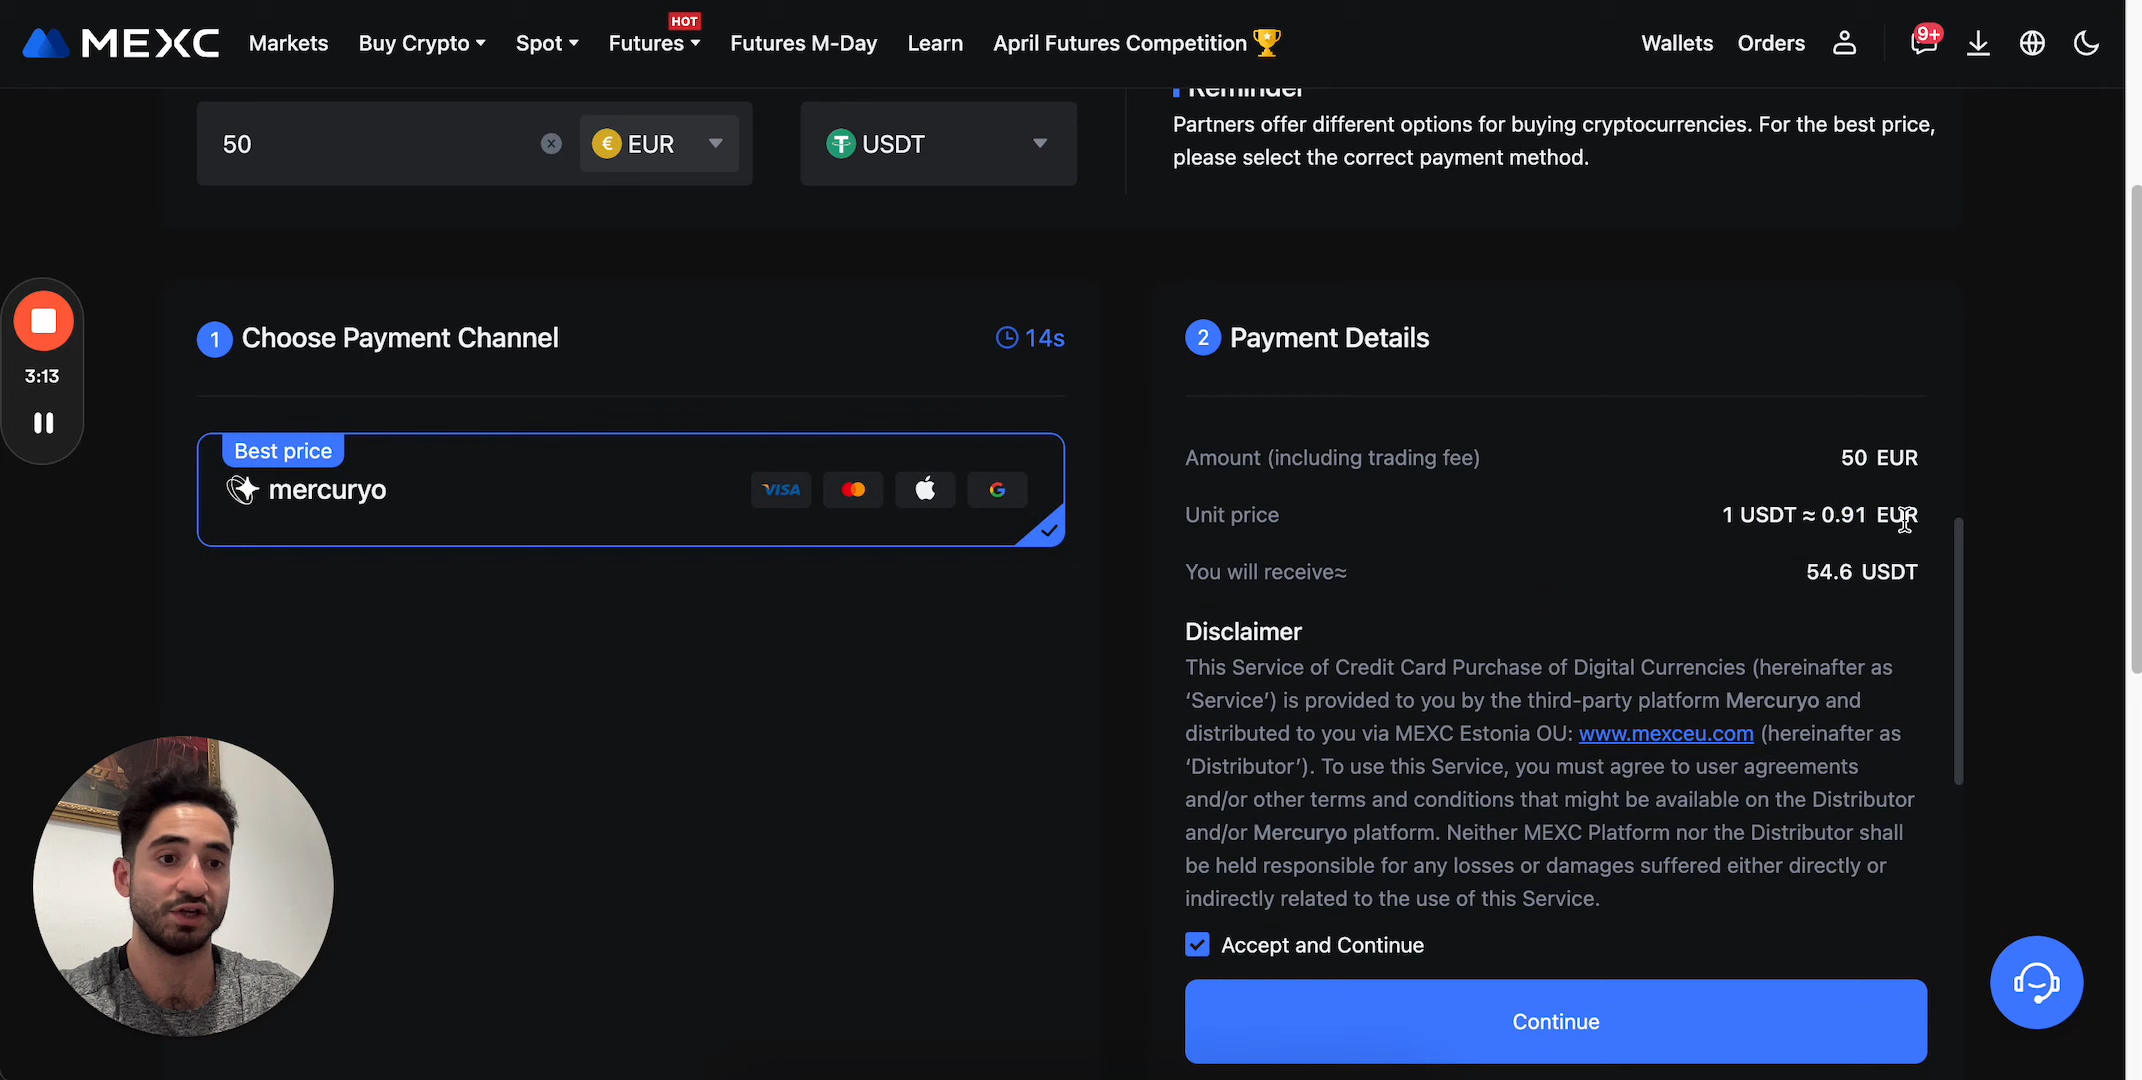 MEXC Markets Buy Crypto Spot Futures HOT Futures M-Day Learn April Futures Competition Wallets Orders 9+
Reminder
50 EUR USDT
Partners offer different options for buying cryptocurrencies. For the best price,
please select the correct payment method.
1 Choose Payment Channel 14s
3:13
Best price
mercuryo VISA
2 Payment Details
Amount (including trading fee) 50 EUR
Unit price 1 USDT ≈ 0.91 EUR
You will receive≈ 54.6 USDT
Disclaimer
This Service of Credit Card Purchase of Digital Currencies (hereinafter as
‘Service’) is provided to you by the third-party platform Mercuryo and
distributed to you via MEXC Estonia OU: www.mexceu.com (hereinafter as
‘Distributor’). To use this Service, you must agree to user agreements
and/or other terms and conditions that might be available on the Distributor
and/or Mercuryo platform. Neither MEXC Platform nor the Distributor shall
be held responsible for any losses or damages suffered either directly or
indirectly related to the use of this Service.
Accept and Continue
Continue